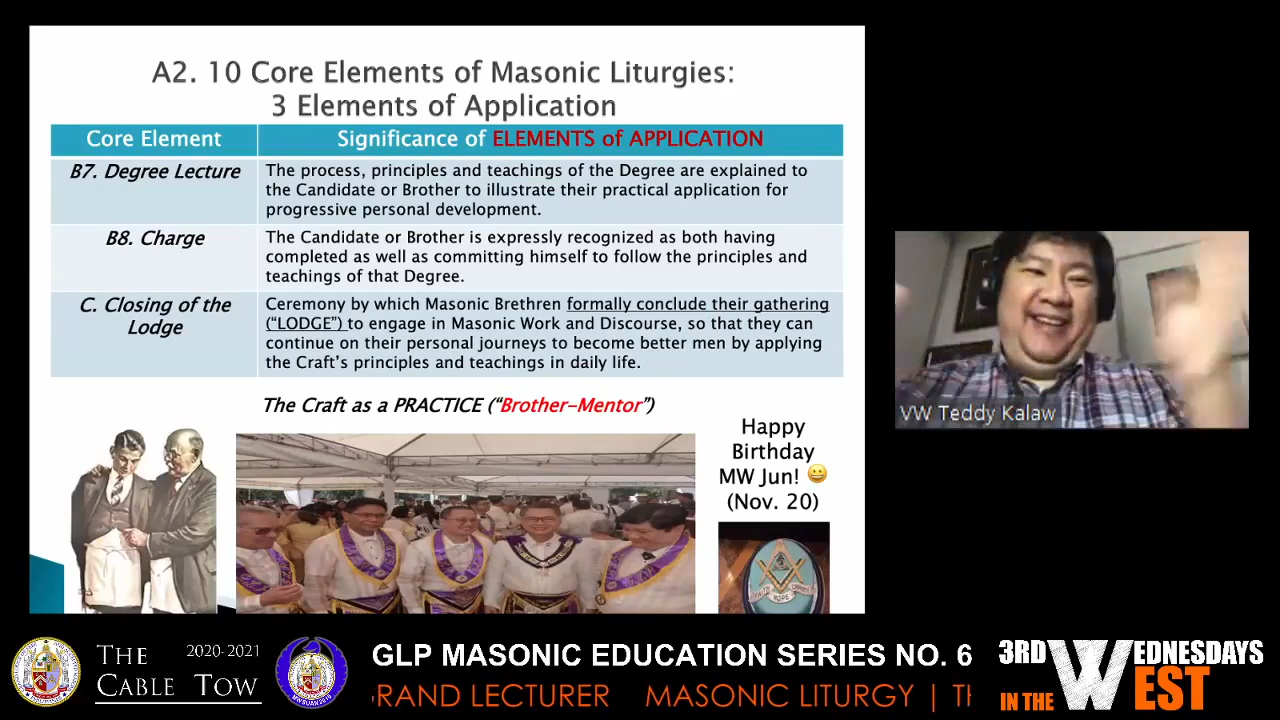 A2. 10 Core Elements of Masonic Liturgies:
3 Elements of Application
Core Element
Significance of ELEMENTS of APPLICATION
B7. Degree Lecture
The process, principles and teachings of the Degree are explained to
the Candidate or Brother to illustrate their practical application for
progressive personal development.
B8. Charge
The Candidate or Brother is expressly recognized as both having
completed as well as committing himself to follow the principles and
teachings of that Degree.
C. Closing of the
Lodge
Ceremony by which Masonic Brethren formally conclude their gathering
("LODGE") to engage in Masonic Work and Discourse, so that they can
continue on their personal journeys to become better men by applying
the Craft's principles and teachings in daily life.
The Craft as a PRACTICE ("Brother-Mentor")
Happy
Birthday
MW Jun! 😀
(Nov. 20)
HOPE
VW Teddy Kalaw
THE
CABLE TOW
2020-2021
GLP MASONIC EDUCATION SERIES NO. 6
GRAND LECTURER MASONIC LITURGY |
3RD WEDNESDAYS
IN THE WEST